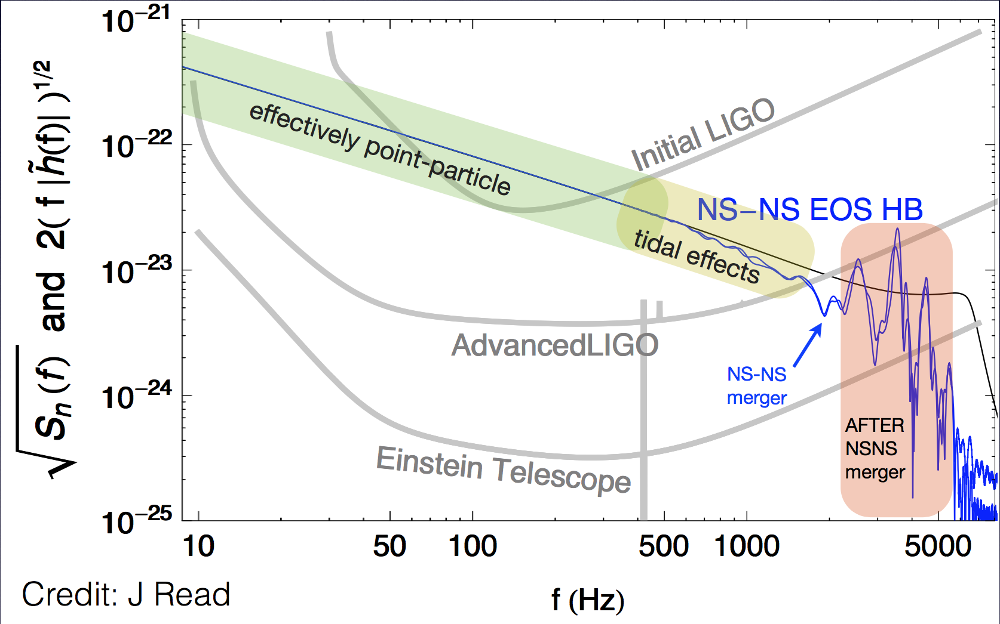 10−21
10−22
10−23
10−24
10−25
√Sn(f) and 2( f |h̃(f)| )1/2
effectively point-particle
Initial LIGO
NS−NS EOS HB
tidal effects
AdvancedLIGO
NS-NS
merger
Einstein Telescope
AFTER
NSNS
merger
10 50 100 500 1000 5000
f (Hz)
Credit: J Read